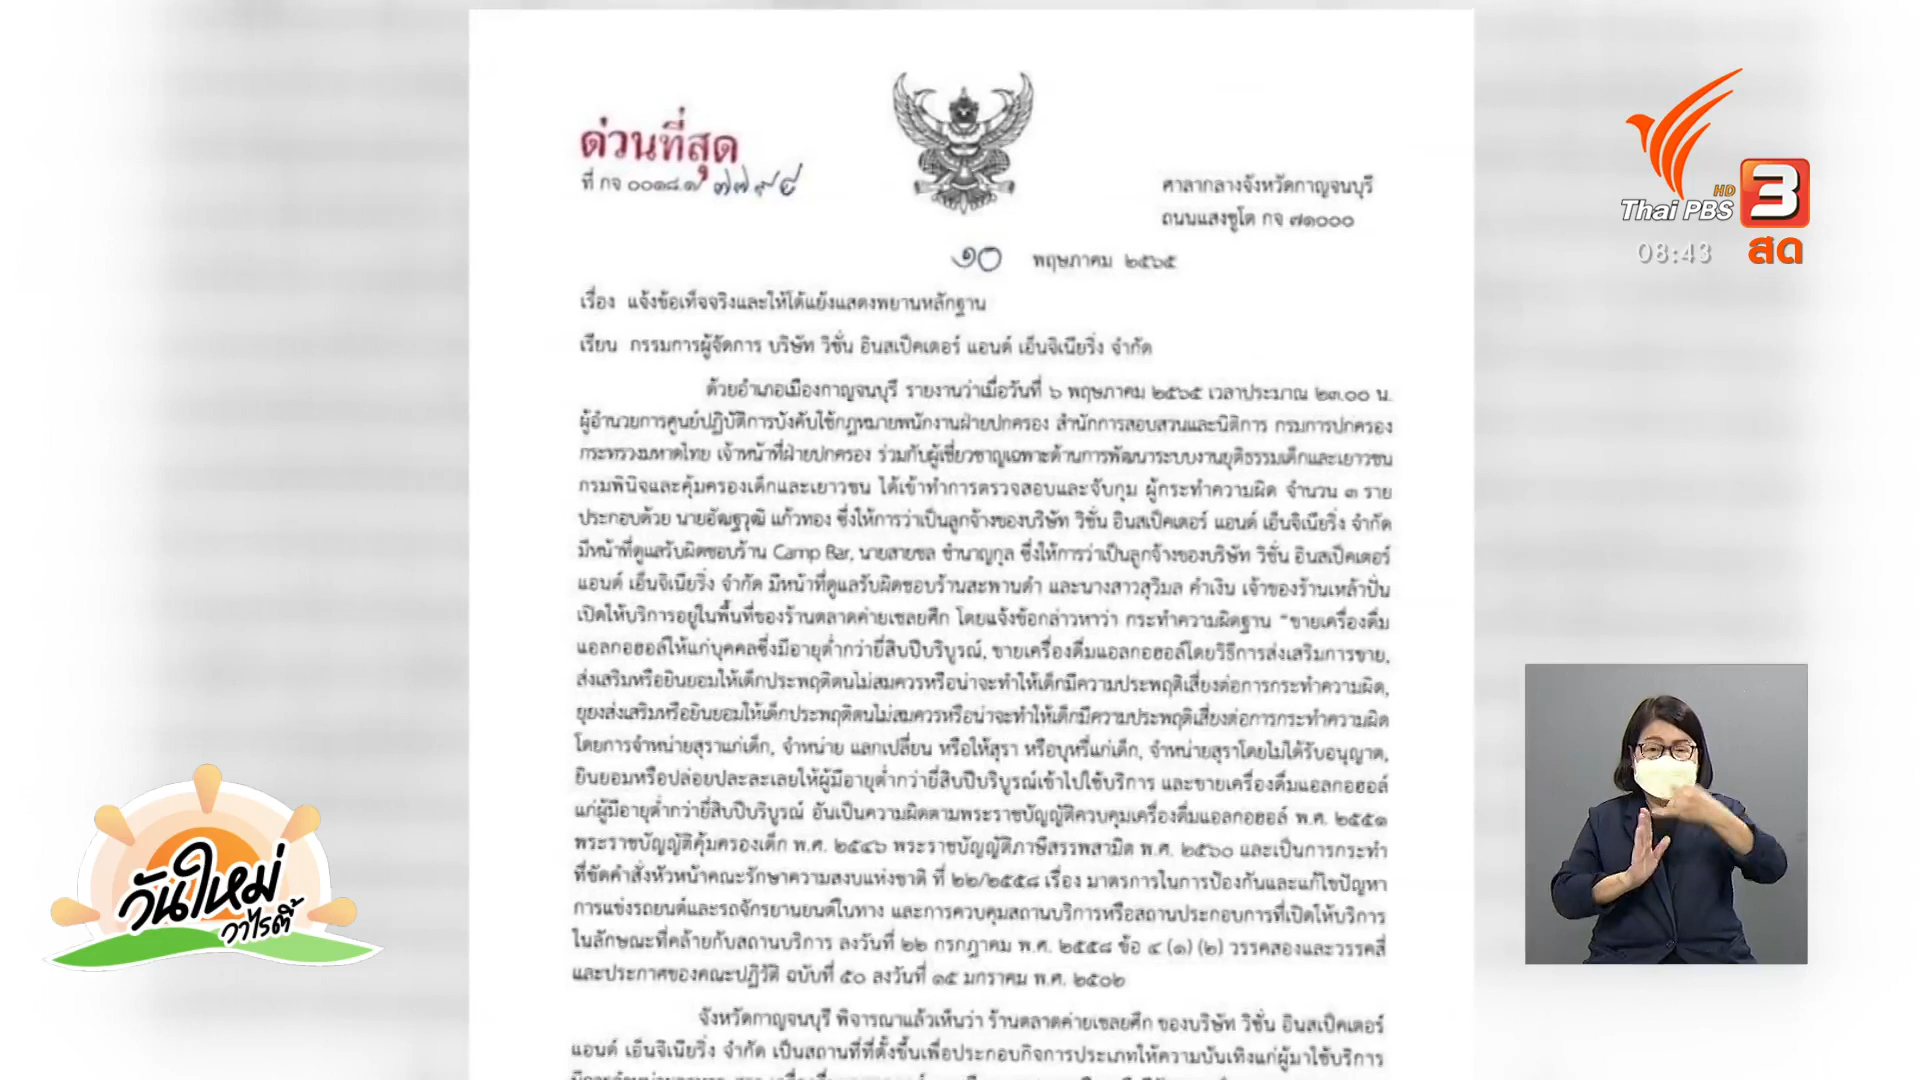 ด่วนที่สุด
ที่ กจ ๐๐๑๘.๑/
ศาลากลางจังหวัดกาญจนบุรี
ถนนแสงชูโต กจ ๗๑๐๐๐
๑๐ พฤษภาคม ๒๕๖๕
เรื่อง แจ้งข้อเท็จจริงและให้โต้แย้งแสดงพยานหลักฐาน
เรียน กรรมการผู้จัดการ บริษัท วิชั่น อินสเป็คเตอร์ แอนด์ เอ็นจิเนียริ่ง จำกัด
ด้วยอำเภอเมืองกาญจนบุรี รายงานว่าเมื่อวันที่ ๖ พฤษภาคม ๒๕๖๕ เวลาประมาณ ๒๓.๐๐ น.
ผู้อำนวยการศูนย์ปฏิบัติการบังคับใช้กฎหมายพนักงานฝ่ายปกครอง สำนักการสอบสวนและนิติการ กรมการปกครอง
กระทรวงมหาดไทย เจ้าหน้าที่ฝ่ายปกครอง ร่วมกับผู้เชี่ยวชาญเฉพาะด้านการพัฒนาระบบงานยุติธรรมเด็กและเยาวชน
กรมพินิจและคุ้มครองเด็กและเยาวชน ได้เข้าทำการตรวจสอบและจับกุม ผู้กระทำความผิด จำนวน ๓ ราย
ประกอบด้วย นายอัฒฐวุฒิ แก้วทอง ซึ่งให้การว่าเป็นลูกจ้างของบริษัท วิชั่น อินสเป็คเตอร์ แอนด์ เอ็นจิเนียริ่ง จำกัด
มีหน้าที่ดูแลรับผิดชอบร้าน Camp Bar, นายสายชล ชำนาญกุล ซึ่งให้การว่าเป็นลูกจ้างของบริษัท วิชั่น อินสเป็คเตอร์
แอนด์ เอ็นจิเนียริ่ง จำกัด มีหน้าที่ดูแลรับผิดชอบร้านสะพานดำ และนางสาวสุวิมล คำเงิน เจ้าของร้านเหล้าปั่น
เปิดให้บริการอยู่ในพื้นที่ของร้านตลาดค่ายเชลยศึก โดยแจ้งข้อกล่าวหาว่า กระทำความผิดฐาน "ขายเครื่องดื่ม
แอลกอฮอล์ให้แก่บุคคลซึ่งมีอายุต่ำกว่ายี่สิบปีบริบูรณ์, ขายเครื่องดื่มแอลกอฮอล์โดยวิธีการส่งเสริมการขาย,
ส่งเสริมหรือยินยอมให้เด็กประพฤติตนไม่สมควรหรือน่าจะทำให้เด็กมีความประพฤติเสี่ยงต่อการกระทำความผิด,
ยุยงส่งเสริมหรือยินยอมให้เด็กประพฤติตนไม่สมควรหรือน่าจะทำให้เด็กมีความประพฤติเสี่ยงต่อการกระทำความผิด
โดยการจำหน่ายสุราแก่เด็ก, จำหน่าย แลกเปลี่ยน หรือให้สุรา หรือบุหรี่แก่เด็ก, จำหน่ายสุราโดยไม่ได้รับอนุญาต,
ยินยอมหรือปล่อยปละละเลยให้ผู้มีอายุต่ำกว่ายี่สิบปีบริบูรณ์เข้าไปใช้บริการ และขายเครื่องดื่มแอลกอฮอล์
แก่ผู้มีอายุต่ำกว่ายี่สิบปีบริบูรณ์ อันเป็นความผิดตามพระราชบัญญัติควบคุมเครื่องดื่มแอลกอฮอล์ พ.ศ. ๒๕๕๑
พระราชบัญญัติคุ้มครองเด็ก พ.ศ. ๒๕๔๖ พระราชบัญญัติภาษีสรรพสามิต พ.ศ. ๒๕๖๐ และเป็นการกระทำ
ที่ขัดคำสั่งหัวหน้าคณะรักษาความสงบแห่งชาติ ที่ ๒๒/๒๕๕๘ เรื่อง มาตรการในการป้องกันและแก้ไขปัญหา
การแข่งรถยนต์และรถจักรยานยนต์ในทาง และการควบคุมสถานบริการหรือสถานประกอบการที่เปิดให้บริการ
ในลักษณะที่คล้ายกับสถานบริการ ลงวันที่ ๒๒ กรกฎาคม พ.ศ. ๒๕๕๘ ข้อ ๔ (๑) (๒) วรรคสองและวรรคสี่
และประกาศของคณะปฏิวัติ ฉบับที่ ๕๐ ลงวันที่ ๑๕ มกราคม พ.ศ. ๒๕๐๒
จังหวัดกาญจนบุรี พิจารณาแล้วเห็นว่า ร้านตลาดค่ายเชลยศึก ของบริษัท วิชั่น อินสเป็คเตอร์
แอนด์ เอ็นจิเนียริ่ง จำกัด เป็นสถานที่ที่ตั้งขึ้นเพื่อประกอบกิจการประเภทให้ความบันเทิงแก่ผู้มาใช้บริการ
Thai PBS HD 3
08:43 สด
วันใหม่
วาไรตี้